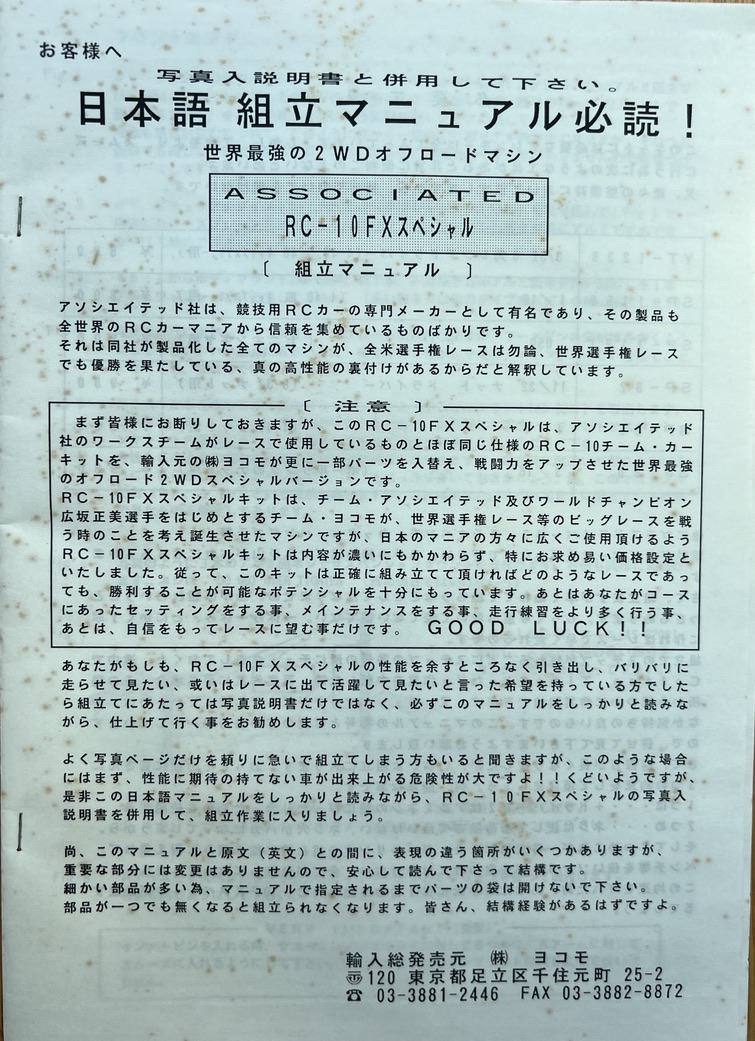 お客様へ
写真入説明書と併用して下さい。
日本語 組立マニュアル必読！
世界最強の２ＷＤオフロードマシン
ＡＳＳＯＣＩＡＴＥＤ
RC-10FXスペシャル
〔 組立マニュアル 〕
アソシエイテッド社は、競技用ＲＣカーの専門メーカーとして有名であり、その製品も
全世界のＲＣカーマニアから信頼を集めているものばかりです。
それは同社が製品化した全てのマシンが、全米選手権レースは勿論、世界選手権レース
でも優勝を果たしている、真の高性能の裏付けがあるからだと解釈しています。
〔 注意 〕
まず皆様にお断りしておきますが、このＲＣ－１０ＦＸスペシャルは、アソシエイテッド
社のワークスチームがレースで使用しているものとほぼ同じ仕様のＲＣ－１０チーム・カー
キットを、輸入元の㈱ヨコモが更に一部パーツを入替え、戦闘力をアップさせた世界最強
のオフロード２ＷＤスペシャルバージョンです。
ＲＣ－１０ＦＸスペシャルキットは、チーム・アソシエイテッド及びワールドチャンピオン
広坂正美選手をはじめとするチーム・ヨコモが、世界選手権レース等のビッグレースを戦
う時のことを考え誕生させたマシンですが、日本のマニアの方々に広くご使用頂けるよう
ＲＣ－１０ＦＸスペシャルキットは内容が濃いにもかかわらず、特にお求め易い価格設定と
いたしました。従って、このキットは正確に組み立てて頂ければどのようなレースであっ
ても、勝利することが可能なポテンシャルを十分にもっています。あとはあなたがコース
にあったセッティングをする事、メインテナンスをする事、走行練習をより多く行う事、
あとは、自信をもってレースに望む事だけです。 ＧＯＯＤ ＬＵＣＫ！！
あなたがもしも、ＲＣ－１０ＦＸスペシャルの性能を余すところなく引き出し、バリバリに
走らせて見たい、或いはレースに出て活躍して見たいと言った希望を持っている方でした
ら組立てにあたっては写真説明書だけではなく、必ずこのマニュアルをしっかりと読みな
がら、仕上げて行く事をお勧めします。
よく写真ページだけを頼りに急いで組立てしまう方もいると聞きますが、このような場合
にはまず、性能に期待の持てない車が出来上がる危険性が大ですよ！！くどいようですが、
是非この日本語マニュアルをしっかりと読みながら、ＲＣ－１０ＦＸスペシャルの写真入
説明書を併用して、組立作業に入りましょう。
尚、このマニュアルと原文（英文）との間に、表現の違う箇所がいくつかありますが、
重要な部分には変更はありませんので、安心して読んで下さって結構です。
細かい部品が多い為、マニュアルで指定されるまでパーツの袋は開けないで下さい。
部品が一つでも無くなると組立られなくなります。皆さん、結構経験があるはずですよ。
輸入総発売元 ㈱ ヨコモ
〠120 東京都足立区千住元町 25-2
☎ 03-3881-2446 FAX 03-3882-8872